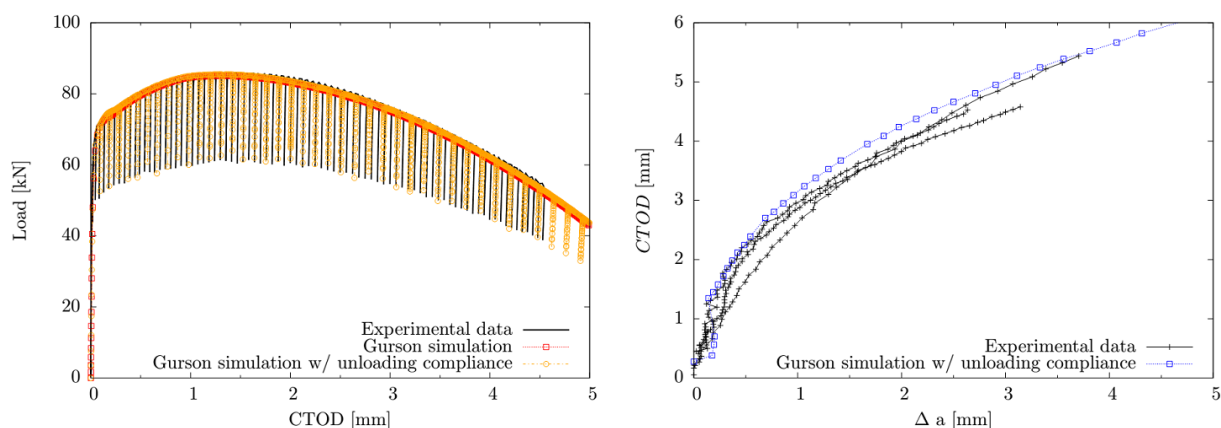 100
80
60
40
20
0
Load [kN]
Experimental data
Gurson simulation
Gurson simulation w/ unloading compliance
0 1 2 3 4 5
CTOD [mm]
6
5
4
3
2
1
0
CTOD [mm]
Experimental data
Gurson simulation w/ unloading compliance
0 1 2 3 4 5
Δ a [mm]